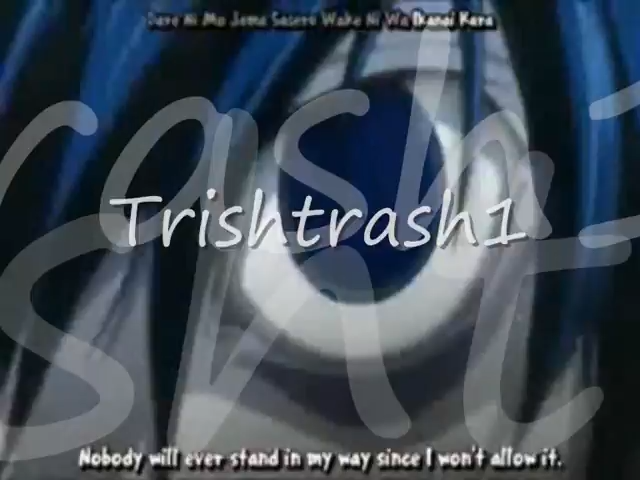 Dare Ni Mo Jama Sasere Wake Ni Wa Ikanai Kara
Trishtrash1
Nobody will ever stand in my way since I won't allow it.